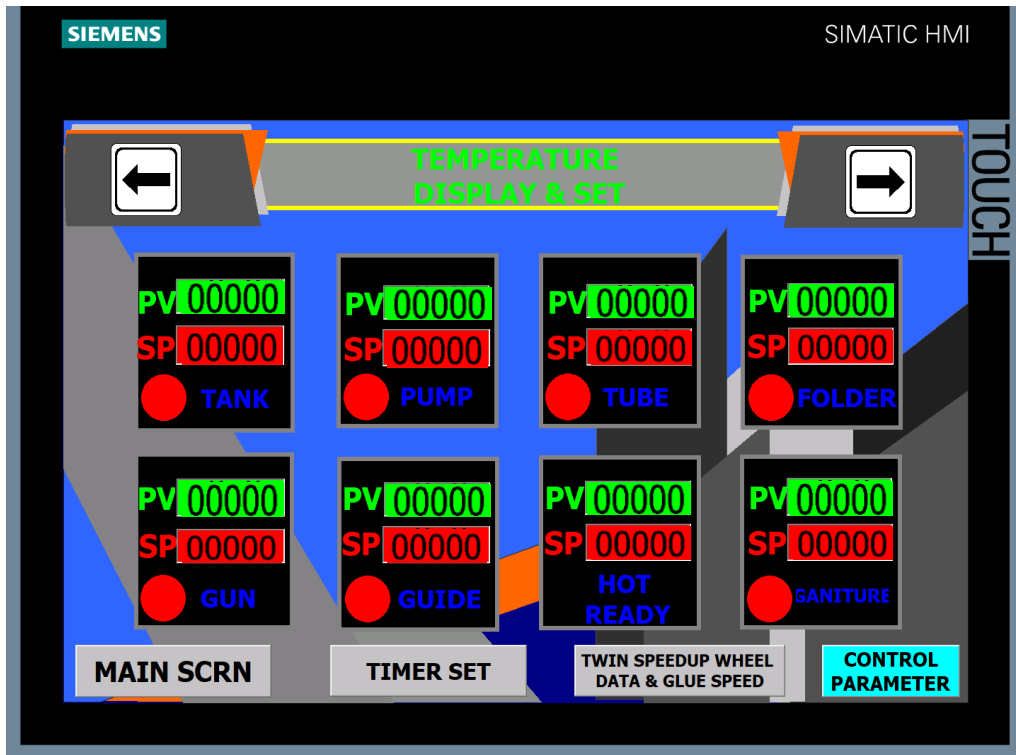 SIEMENS
SIMATIC HMI
TOUCH
TEMPERATURE
DISPLAY & SET
PV 00000
SP 00000
TANK
PV 00000
SP 00000
PUMP
PV 00000
SP 00000
TUBE
PV 00000
SP 00000
FOLDER
PV 00000
SP 00000
GUN
PV 00000
SP 00000
GUIDE
PV 00000
SP 00000
HOT
READY
PV 00000
SP 00000
GANITURE
MAIN SCRN
TIMER SET
TWIN SPEEDUP WHEEL
DATA & GLUE SPEED
CONTROL
PARAMETER